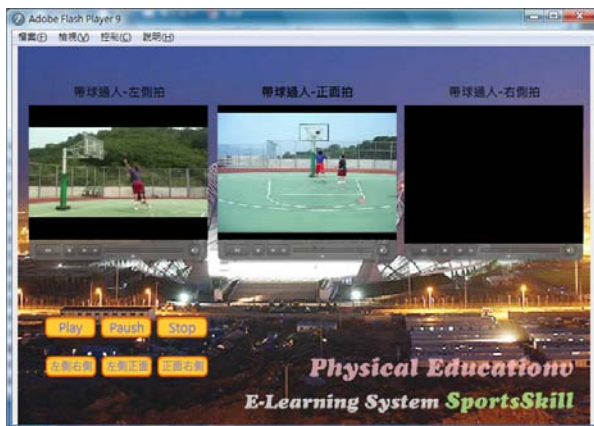 Adobe Flash Player 9
檔案(F) 檢視(V) 控制(C) 說明(H)
帶球過人-左側拍 帶球過人-正面拍 帶球過人-右側拍
Play Paush Stop
左側右側 左側正面 正面右側
Physical Educationv
E-Learning System SportsSkill